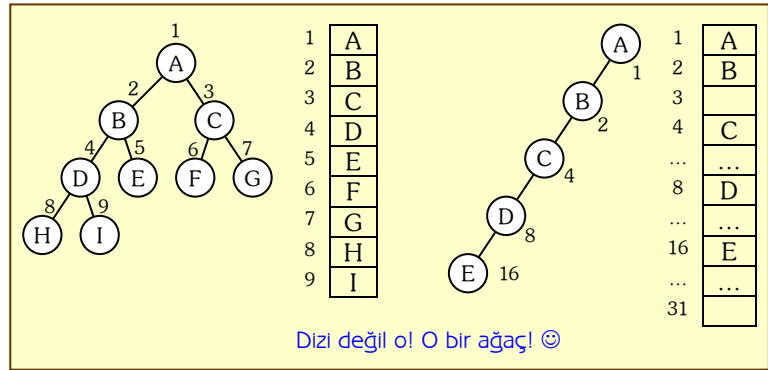 1
A
2
3
B
C
4
5
6
7
D
E
F
G
8
9
H
I
1 A
2 B
3 C
4 D
5 E
6 F
7 G
8 H
9 I
A
1
B
2
C
4
D
8
E 16
1 A
2 B
3
4 C
... ...
8 D
... ...
16 E
... ...
31
Dizi değil o! O bir ağaç! ☺